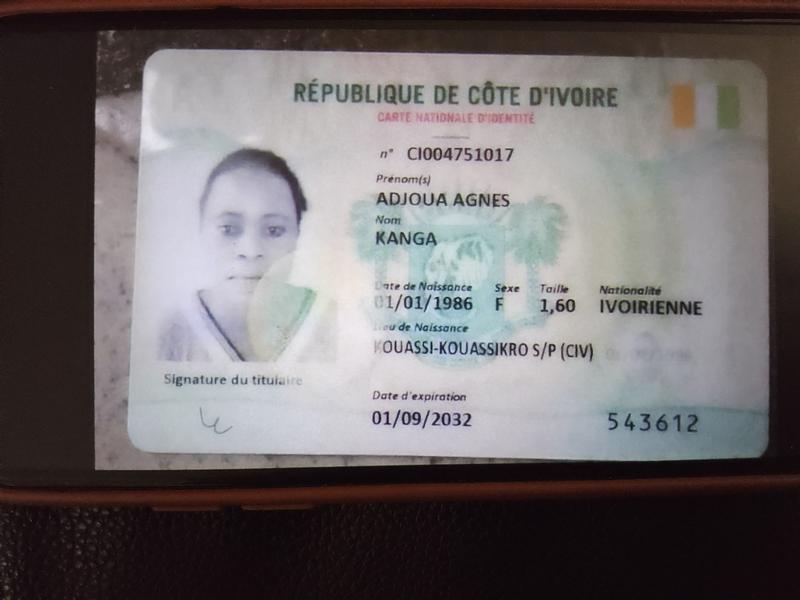 RÉPUBLIQUE DE CÔTE D'IVOIRE
CARTE NATIONALE D'IDENTITÉ
n° CI004751017
Prénom(s)
ADJOUA AGNES
Nom
KANGA
Date de Naissance Sexe Taille Nationalité
01/01/1986 F 1,60 IVOIRIENNE
Lieu de Naissance
KOUASSI-KOUASSIKRO S/P (CIV)
Signature du titulaire
Date d'expiration
01/09/2032
543612